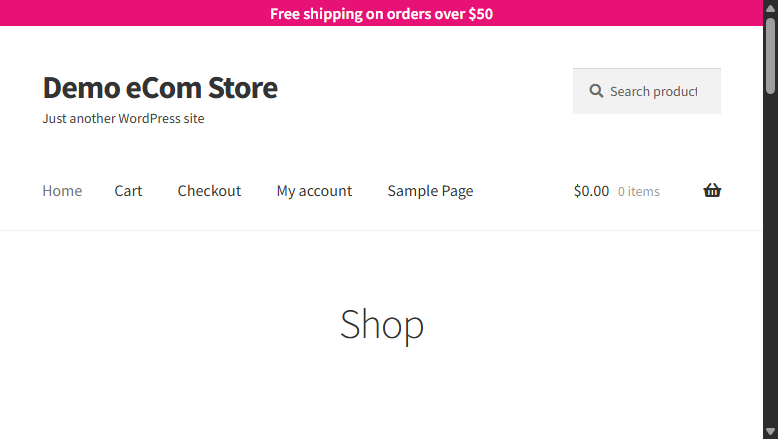 Free shipping on orders over $50
Demo eCom Store
Just another WordPress site
Search product
Home Cart Checkout My account Sample Page $0.00 0 items
Shop